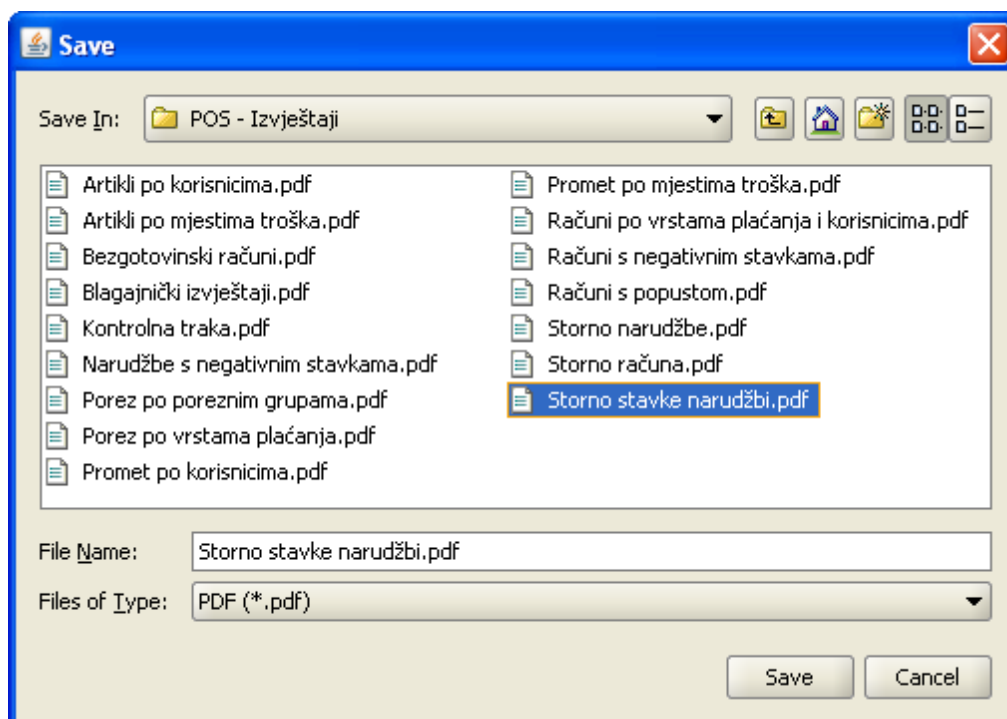 Save
Save In: POS - Izvještaji
Artikli po korisnicima.pdf
Artikli po mjestima troška.pdf
Bezgotovinski računi.pdf
Blagajnički izvještaji.pdf
Kontrolna traka.pdf
Narudžbe s negativnim stavkama.pdf
Porez po poreznim grupama.pdf
Porez po vrstama plaćanja.pdf
Promet po korisnicima.pdf
Promet po mjestima troška.pdf
Računi po vrstama plaćanja i korisnicima.pdf
Računi s negativnim stavkama.pdf
Računi s popustom.pdf
Storno narudžbe.pdf
Storno računa.pdf
Storno stavke narudžbi.pdf
File Name: Storno stavke narudžbi.pdf
Files of Type: PDF (*.pdf)
Save Cancel